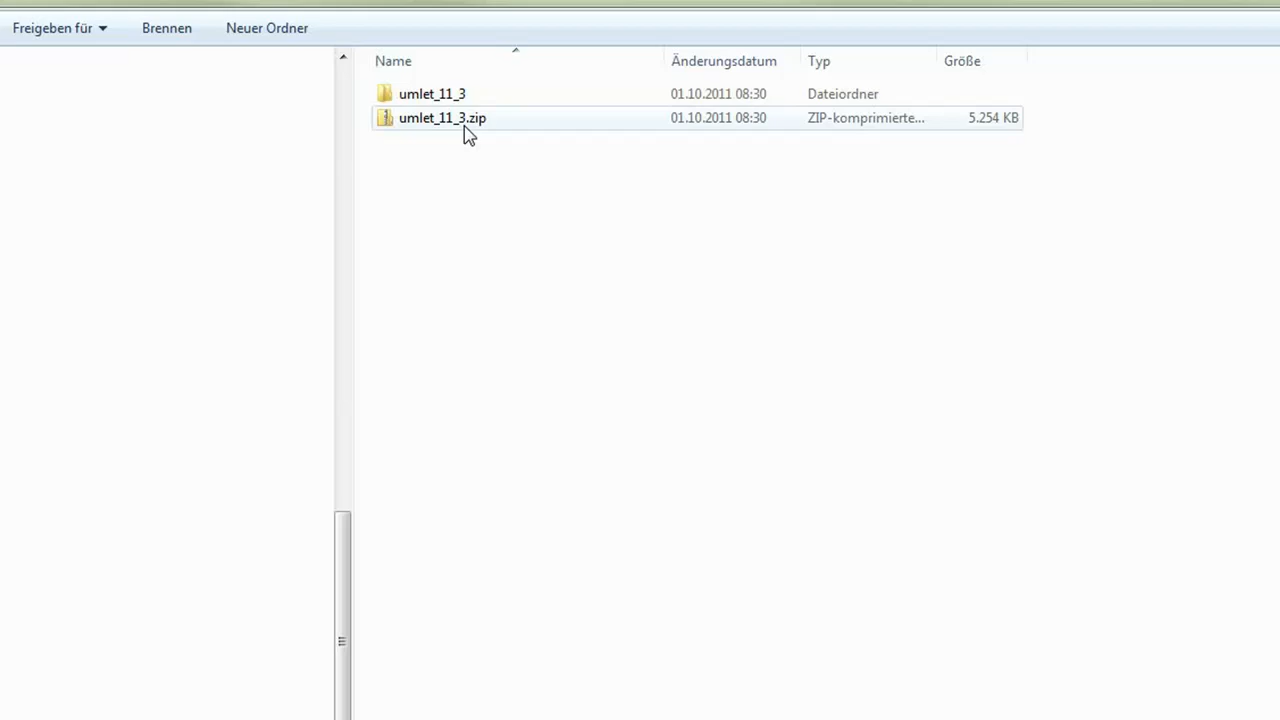 Freigeben für Brennen Neuer Ordner
Name Änderungsdatum Typ Größe
umlet_11_3 01.10.2011 08:30 Dateiordner
umlet_11_3.zip 01.10.2011 08:30 ZIP-komprimierte... 5.254 KB